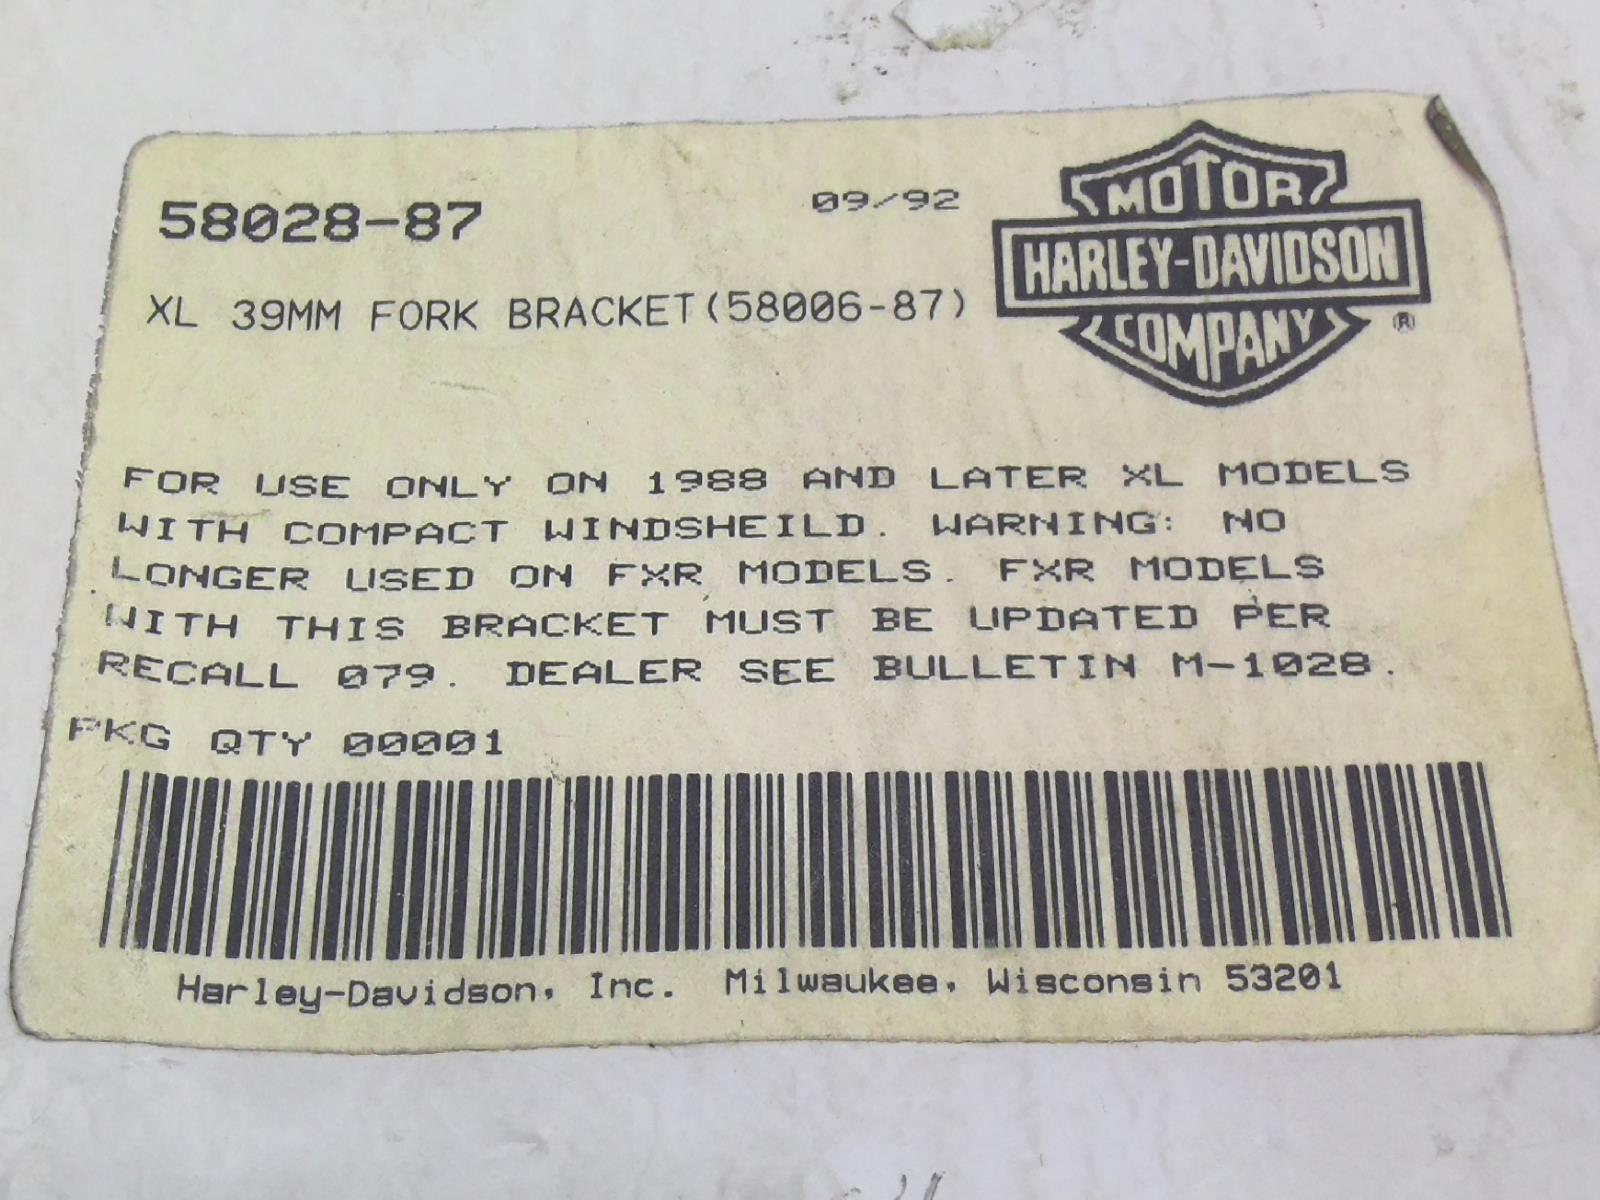 58028-87
09/92
MOTOR
HARLEY-DAVIDSON
COMPANY
®
XL 39MM FORK BRACKET(58006-87)
FOR USE ONLY ON 1988 AND LATER XL MODELS
WITH COMPACT WINDSHEILD. WARNING: NO
LONGER USED ON FXR MODELS. FXR MODELS
WITH THIS BRACKET MUST BE UPDATED PER
RECALL 079. DEALER SEE BULLETIN M-1028.
PKG QTY 00001
Harley-Davidson, Inc. Milwaukee, Wisconsin 53201